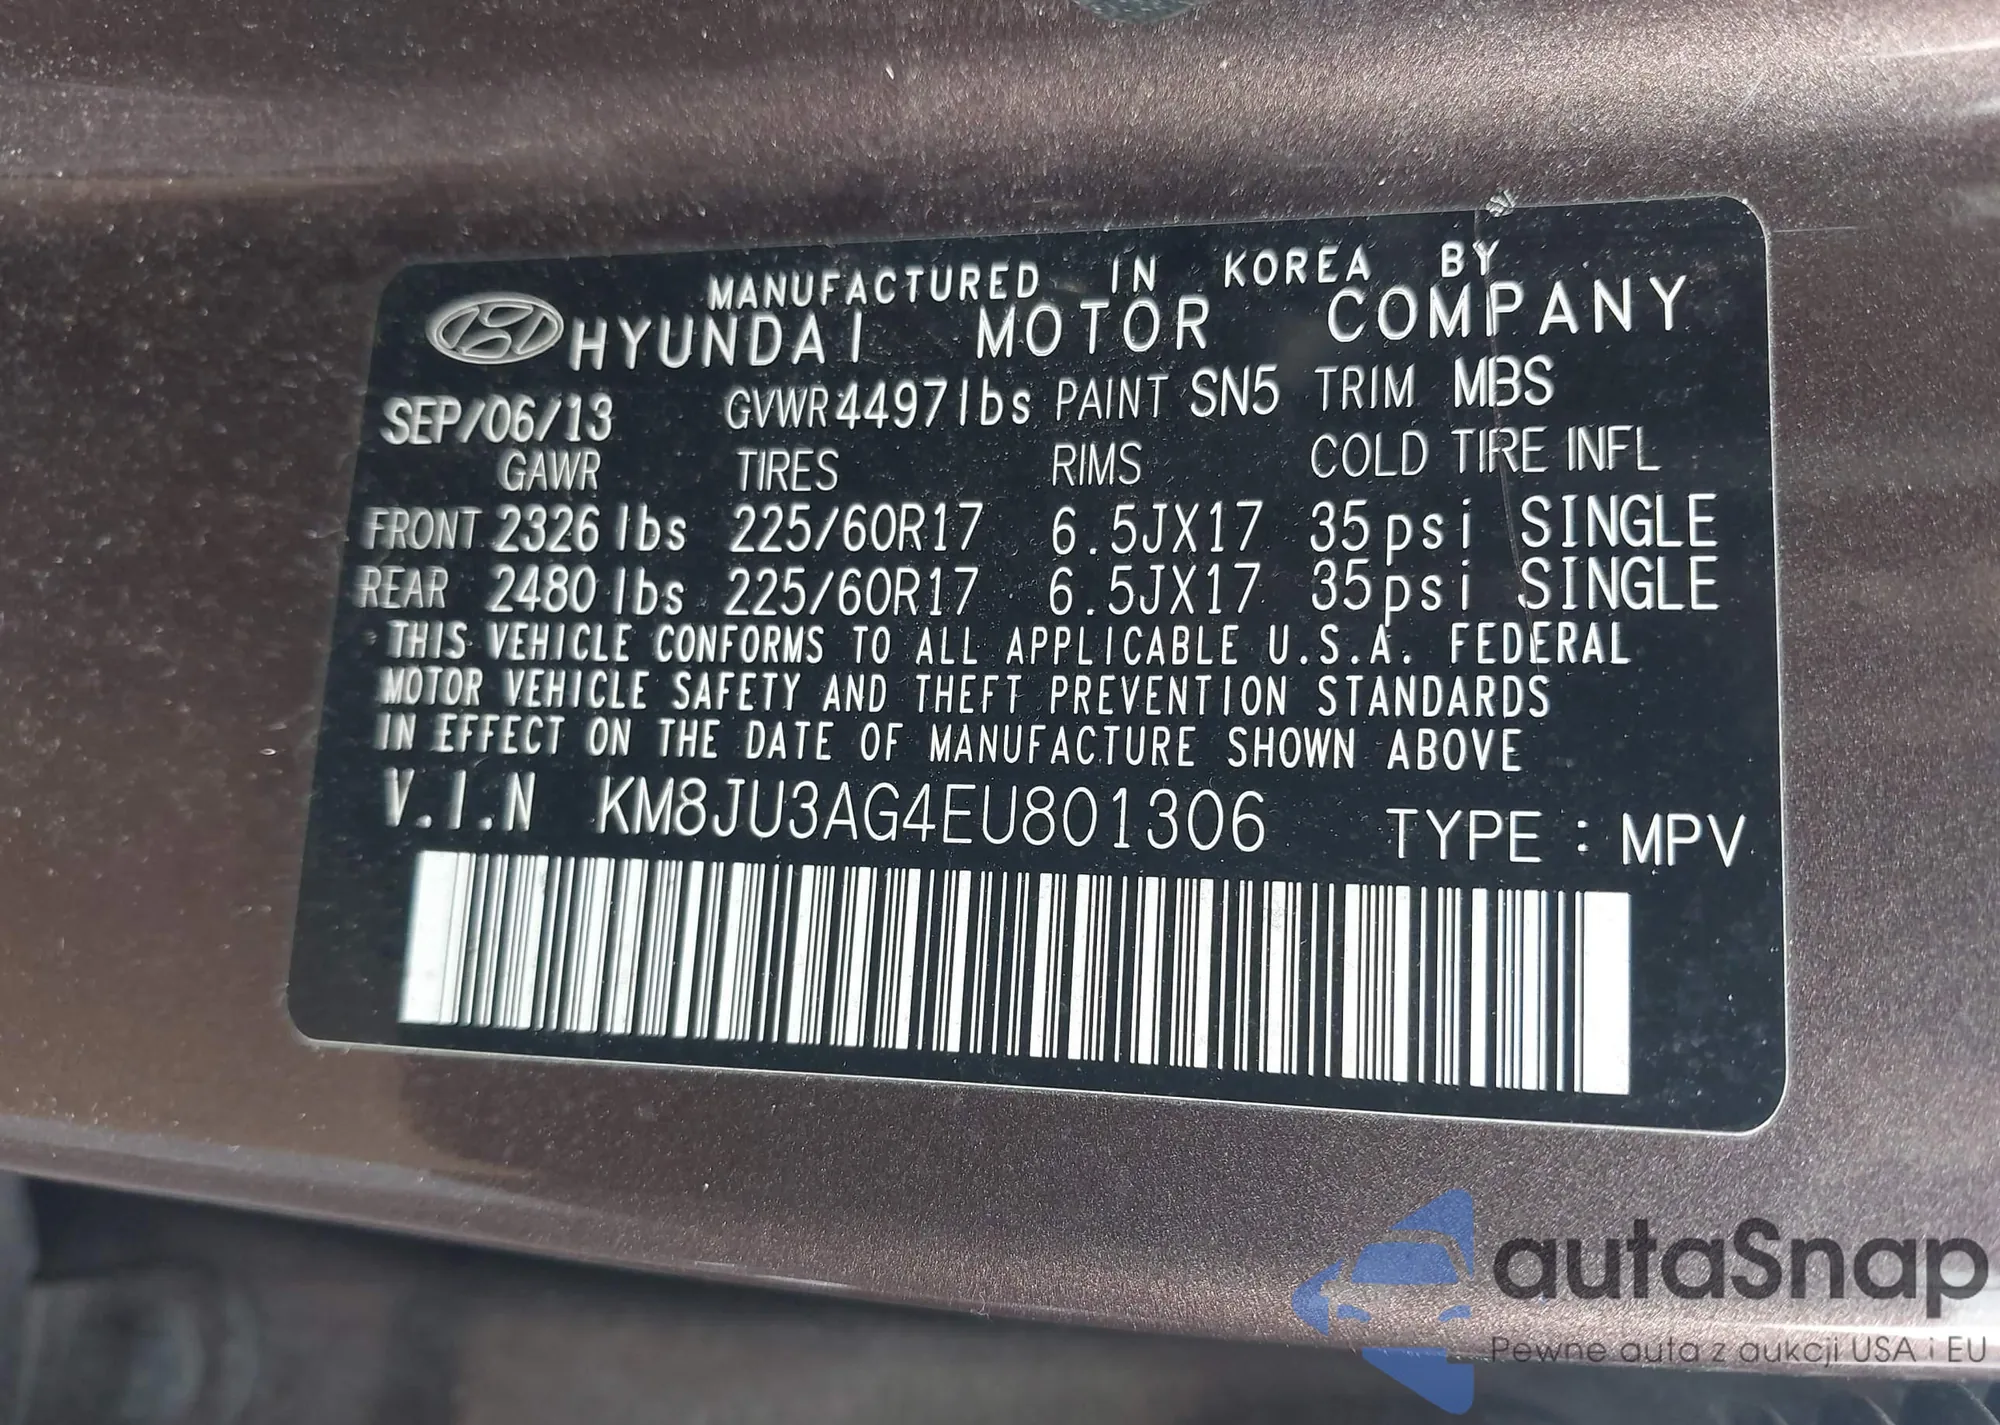 MANUFACTURED IN KOREA BY
HYUNDAI MOTOR COMPANY
SEP/06/13 GVWR 4497lbs PAINT SN5 TRIM MBS
GAWR TIRES RIMS COLD TIRE INFL
FRONT 2326 lbs 225/60R17 6.5JX17 35psi SINGLE
REAR 2480 lbs 225/60R17 6.5JX17 35psi SINGLE
THIS VEHICLE CONFORMS TO ALL APPLICABLE U.S.A. FEDERAL
MOTOR VEHICLE SAFETY AND THEFT PREVENTION STANDARDS
IN EFFECT ON THE DATE OF MANUFACTURE SHOWN ABOVE
V.I.N KM8JU3AG4EU801306 TYPE : MPV
autaSnap
Pewne auta z aukcji USA i EU